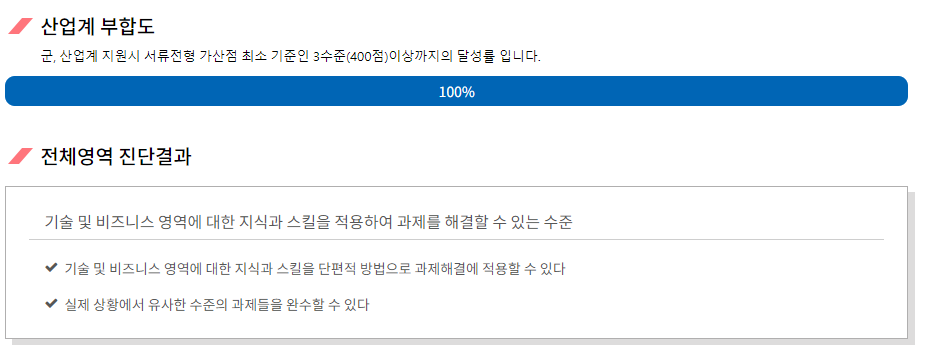 산업계 부합도
군, 산업계 지원시 서류전형 가산점 최소 기준인 3수준(400점)이상까지의 달성률 입니다.
100%
전체영역 진단결과
기술 및 비즈니스 영역에 대한 지식과 스킬을 적용하여 과제를 해결할 수 있는 수준
기술 및 비즈니스 영역에 대한 지식과 스킬을 단편적 방법으로 과제해결에 적용할 수 있다
실제 상황에서 유사한 수준의 과제들을 완수할 수 있다